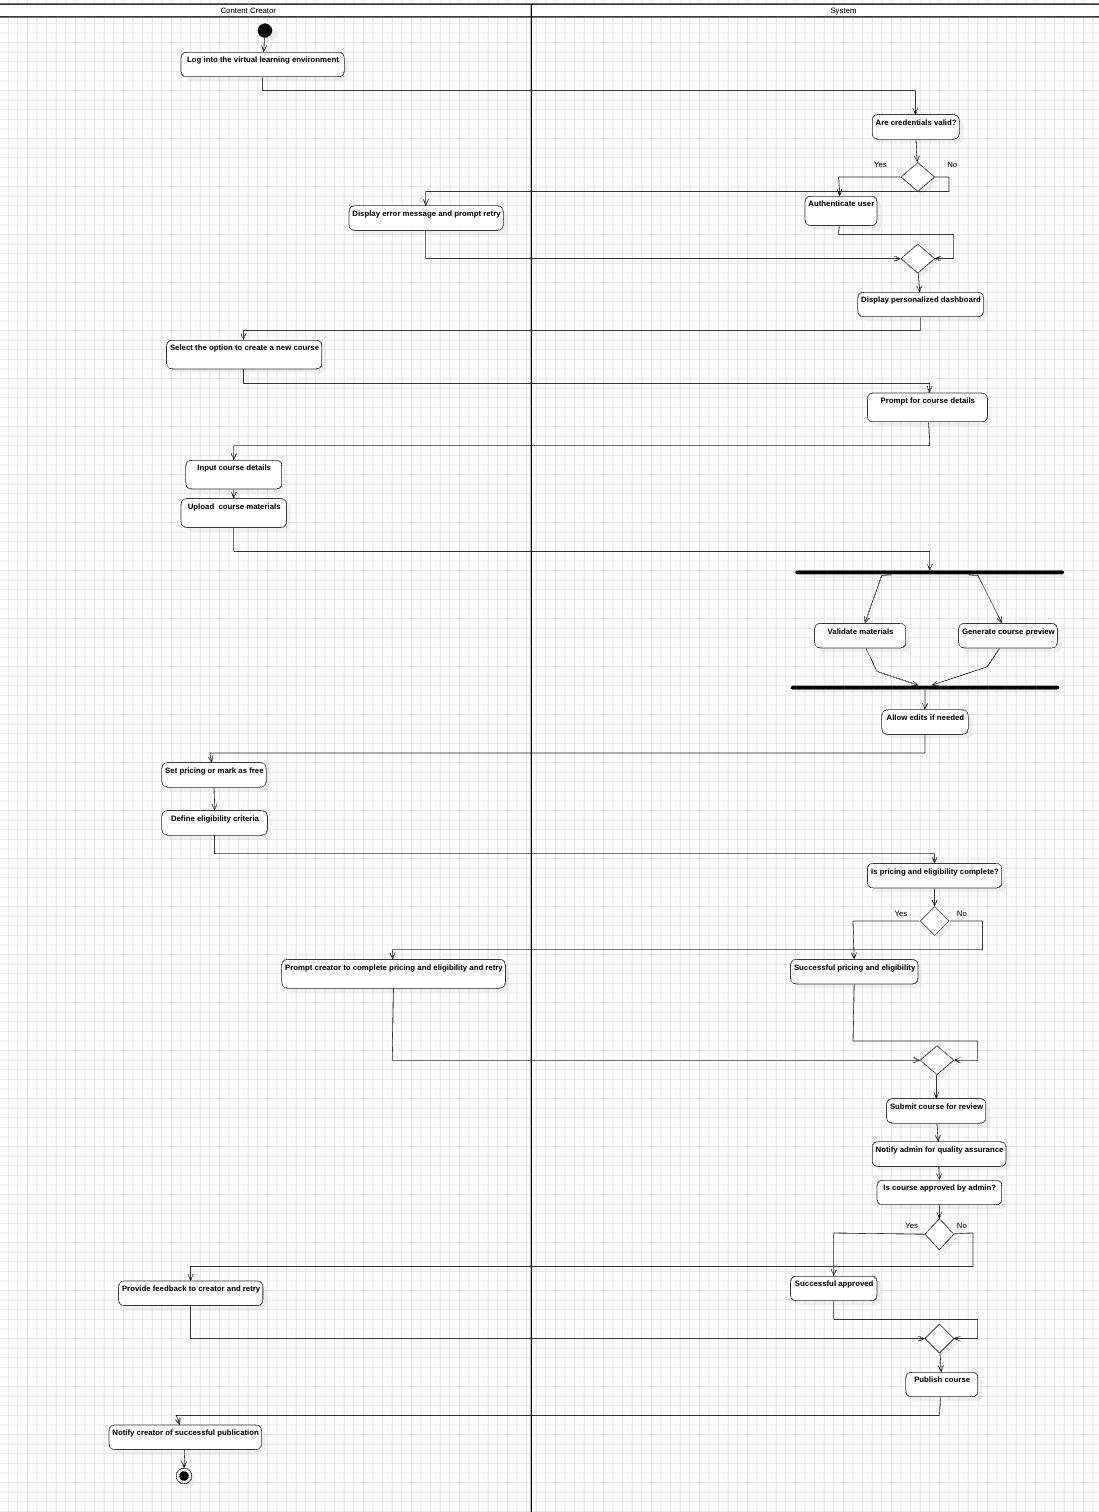 Content Creator
System
Log into the virtual learning environment
Are credentials valid?
Yes
No
Authenticate user
Display error message and prompt retry
Display personalized dashboard
Select the option to create a new course
Prompt for course details
Input course details
Upload course materials
Validate materials
Generate course preview
Allow edits if needed
Set pricing or mark as free
Define eligibility criteria
Is pricing and eligibility complete?
Yes
No
Prompt creator to complete pricing and eligibility and retry
Successful pricing and eligibility
Submit course for review
Notify admin for quality assurance
Is course approved by admin?
Yes
No
Provide feedback to creator and retry
Successful approved
Publish course
Notify creator of successful publication